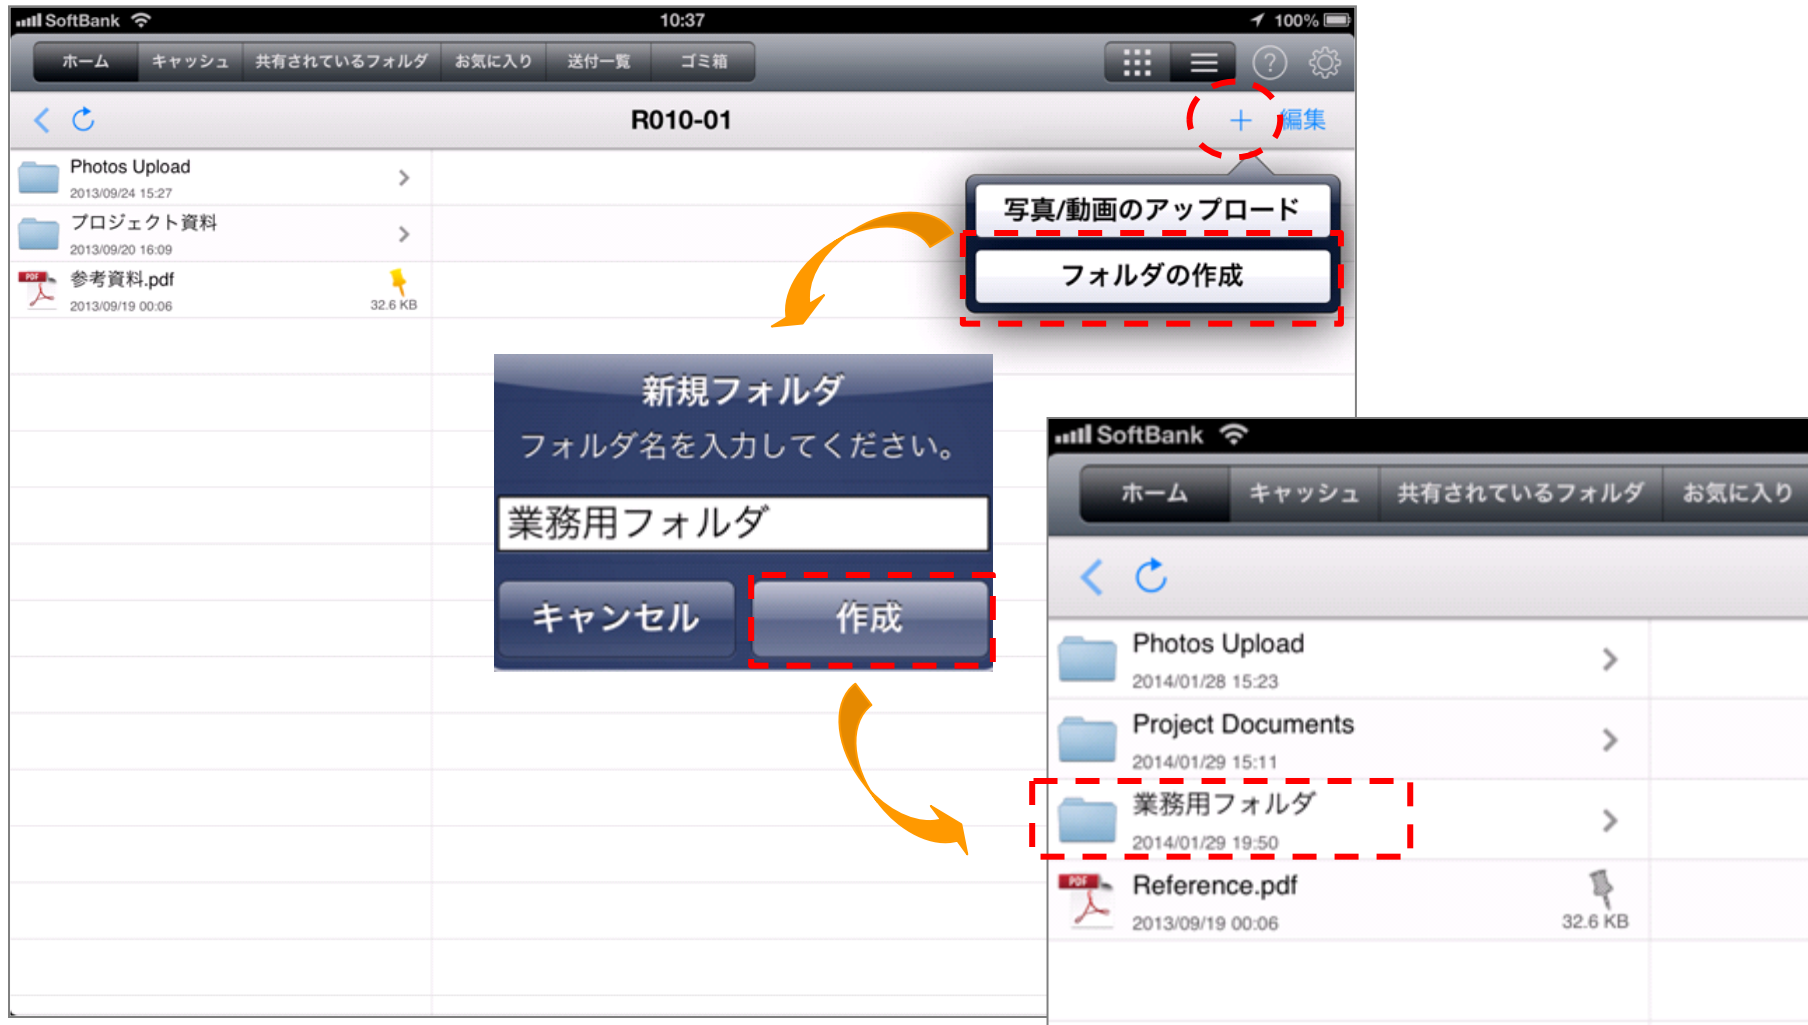 SoftBank 10:37 100%
ホーム キャッシュ 共有されているフォルダ お気に入り 送付一覧 ゴミ箱 ?
R010-01 + 編集
Photos Upload
2013/09/24 15:27
プロジェクト資料
2013/09/20 16:09
PDF 参考資料.pdf
2013/09/19 00:06 32.6 KB
写真/動画のアップロード
フォルダの作成
新規フォルダ
フォルダ名を入力してください。
業務用フォルダ
キャンセル 作成
SoftBank
ホーム キャッシュ 共有されているフォルダ お気に入り
Photos Upload
2014/01/28 15:23
Project Documents
2014/01/29 15:11
業務用フォルダ
2014/01/29 19:50
PDF Reference.pdf
2013/09/19 00:06 32.6 KB